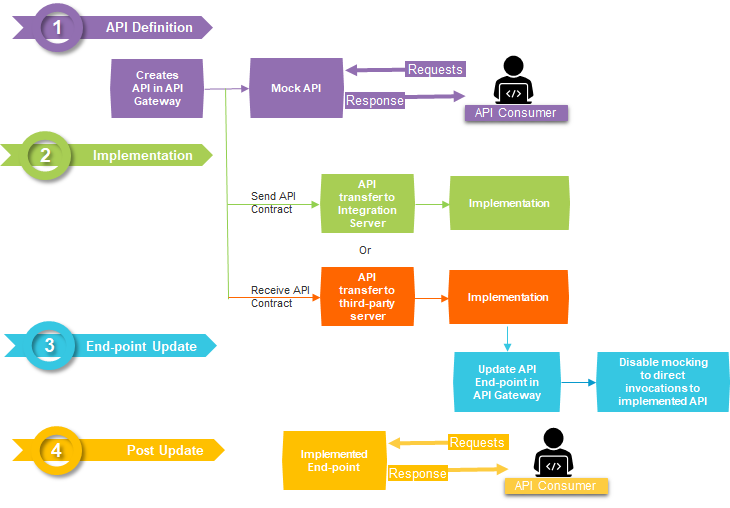 1
API Definition
Creates
API in API
Gateway
Mock API
Requests
Response
API Consumer
2
Implementation
Send API
Contract
API
transfer to
Integration
Server
Implementation
Or
Receive API
Contract
API
transfer to
third-party
server
Implementation
3
End-point Update
Update API
End-point in
API Gateway
Disable mocking
to direct
invocations to
implemented API
4
Post Update
Implemented
End-point
Requests
Response
API Consumer